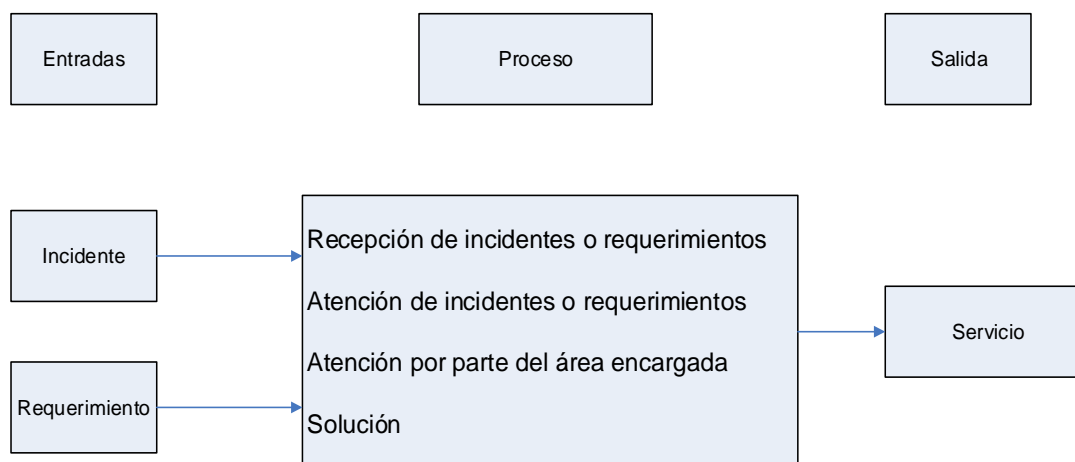 Entradas
Proceso
Salida
Incidente
Requerimiento
Recepción de incidentes o requerimientos
Atención de incidentes o requerimientos
Atención por parte del área encargada
Solución
Servicio